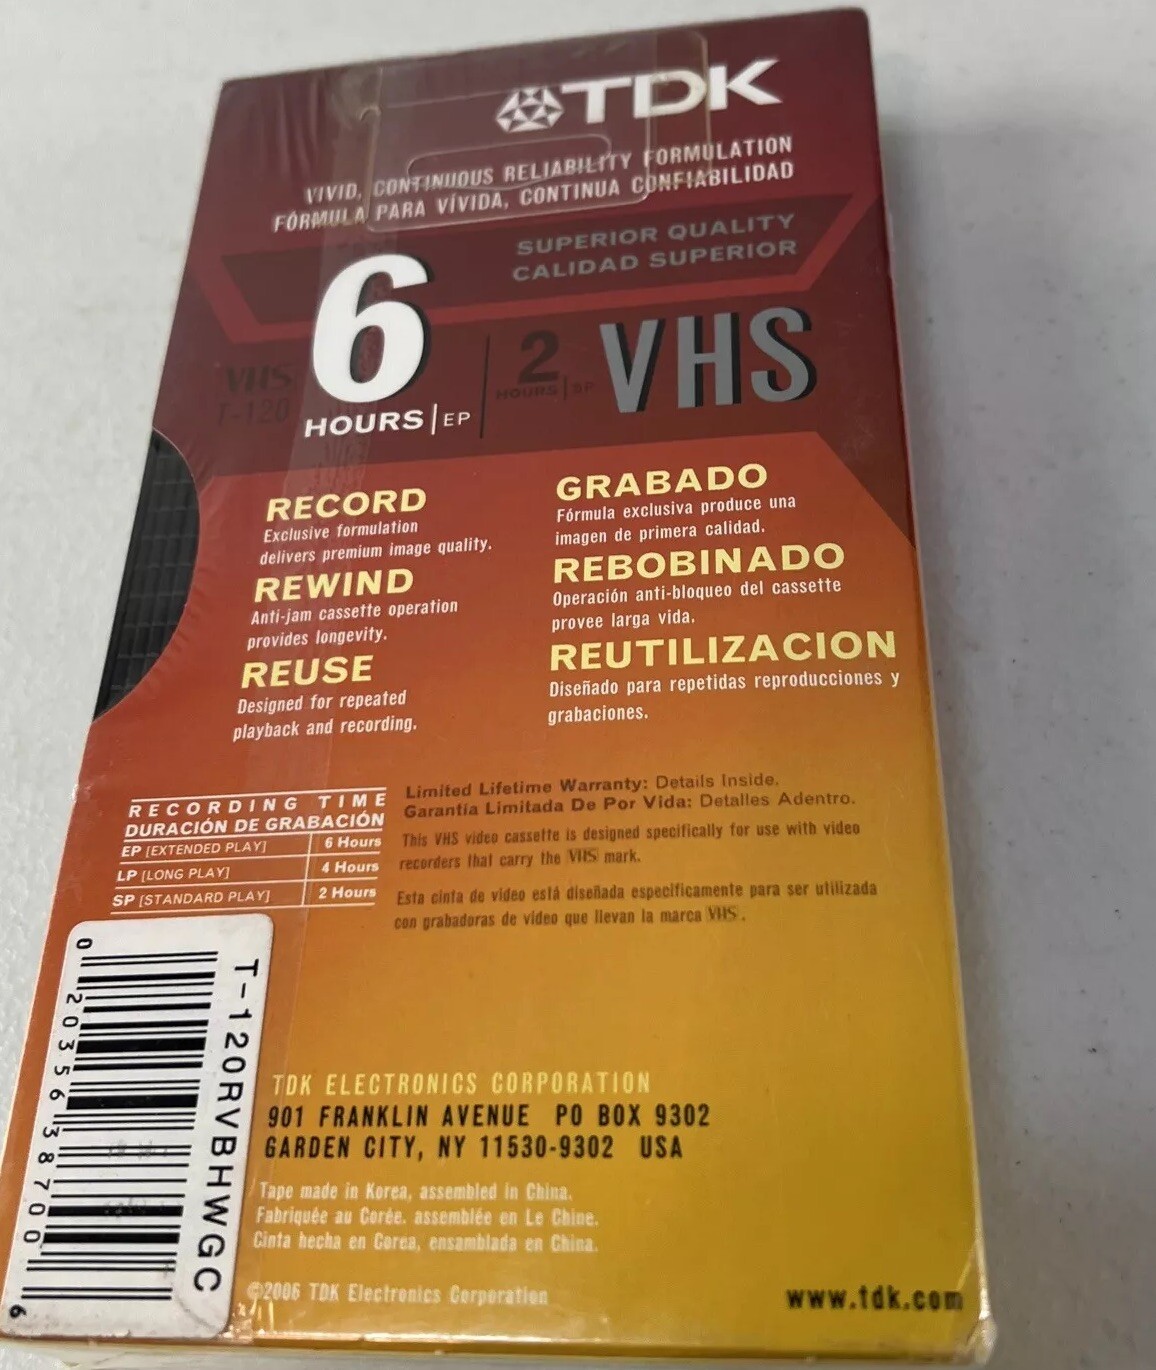 TDK
VIVID, CONTINUOUS RELIABILITY FORMULATION
FÓRMULA PARA VÍVIDA, CONTINUA CONFIABILIDAD
SUPERIOR QUALITY
CALIDAD SUPERIOR
VHS
T-120
6
HOURS | EP
2
HOURS | SP
VHS
RECORD
Exclusive formulation
delivers premium image quality.
REWIND
Anti-jam cassette operation
provides longevity.
REUSE
Designed for repeated
playback and recording.
GRABADO
Fórmula exclusiva produce una
imagen de primera calidad.
REBOBINADO
Operación anti-bloqueo del cassette
provee larga vida.
REUTILIZACION
Diseñado para repetidas reproducciones y
grabaciones.
RECORDING TIME
DURACIÓN DE GRABACIÓN
EP [EXTENDED PLAY] 6 Hours
LP [LONG PLAY] 4 Hours
SP [STANDARD PLAY] 2 Hours
Limited Lifetime Warranty: Details Inside.
Garantía Limitada De Por Vida: Detalles Adentro.
This VHS video cassette is designed specifically for use with video
recorders that carry the VHS mark.
Esta cinta de video está diseñada específicamente para ser utilizada
con grabadoras de video que llevan la marca VHS.
T-120RVBHWGC
0 20356 38700 6
TDK ELECTRONICS CORPORATION
901 FRANKLIN AVENUE PO BOX 9302
GARDEN CITY, NY 11530-9302 USA
Tape made in Korea, assembled in China.
Fabriquée au Corée. assemblée en Le Chine.
Cinta hecha en Corea, ensamblada en China.
©2006 TDK Electronics Corporation
www.tdk.com